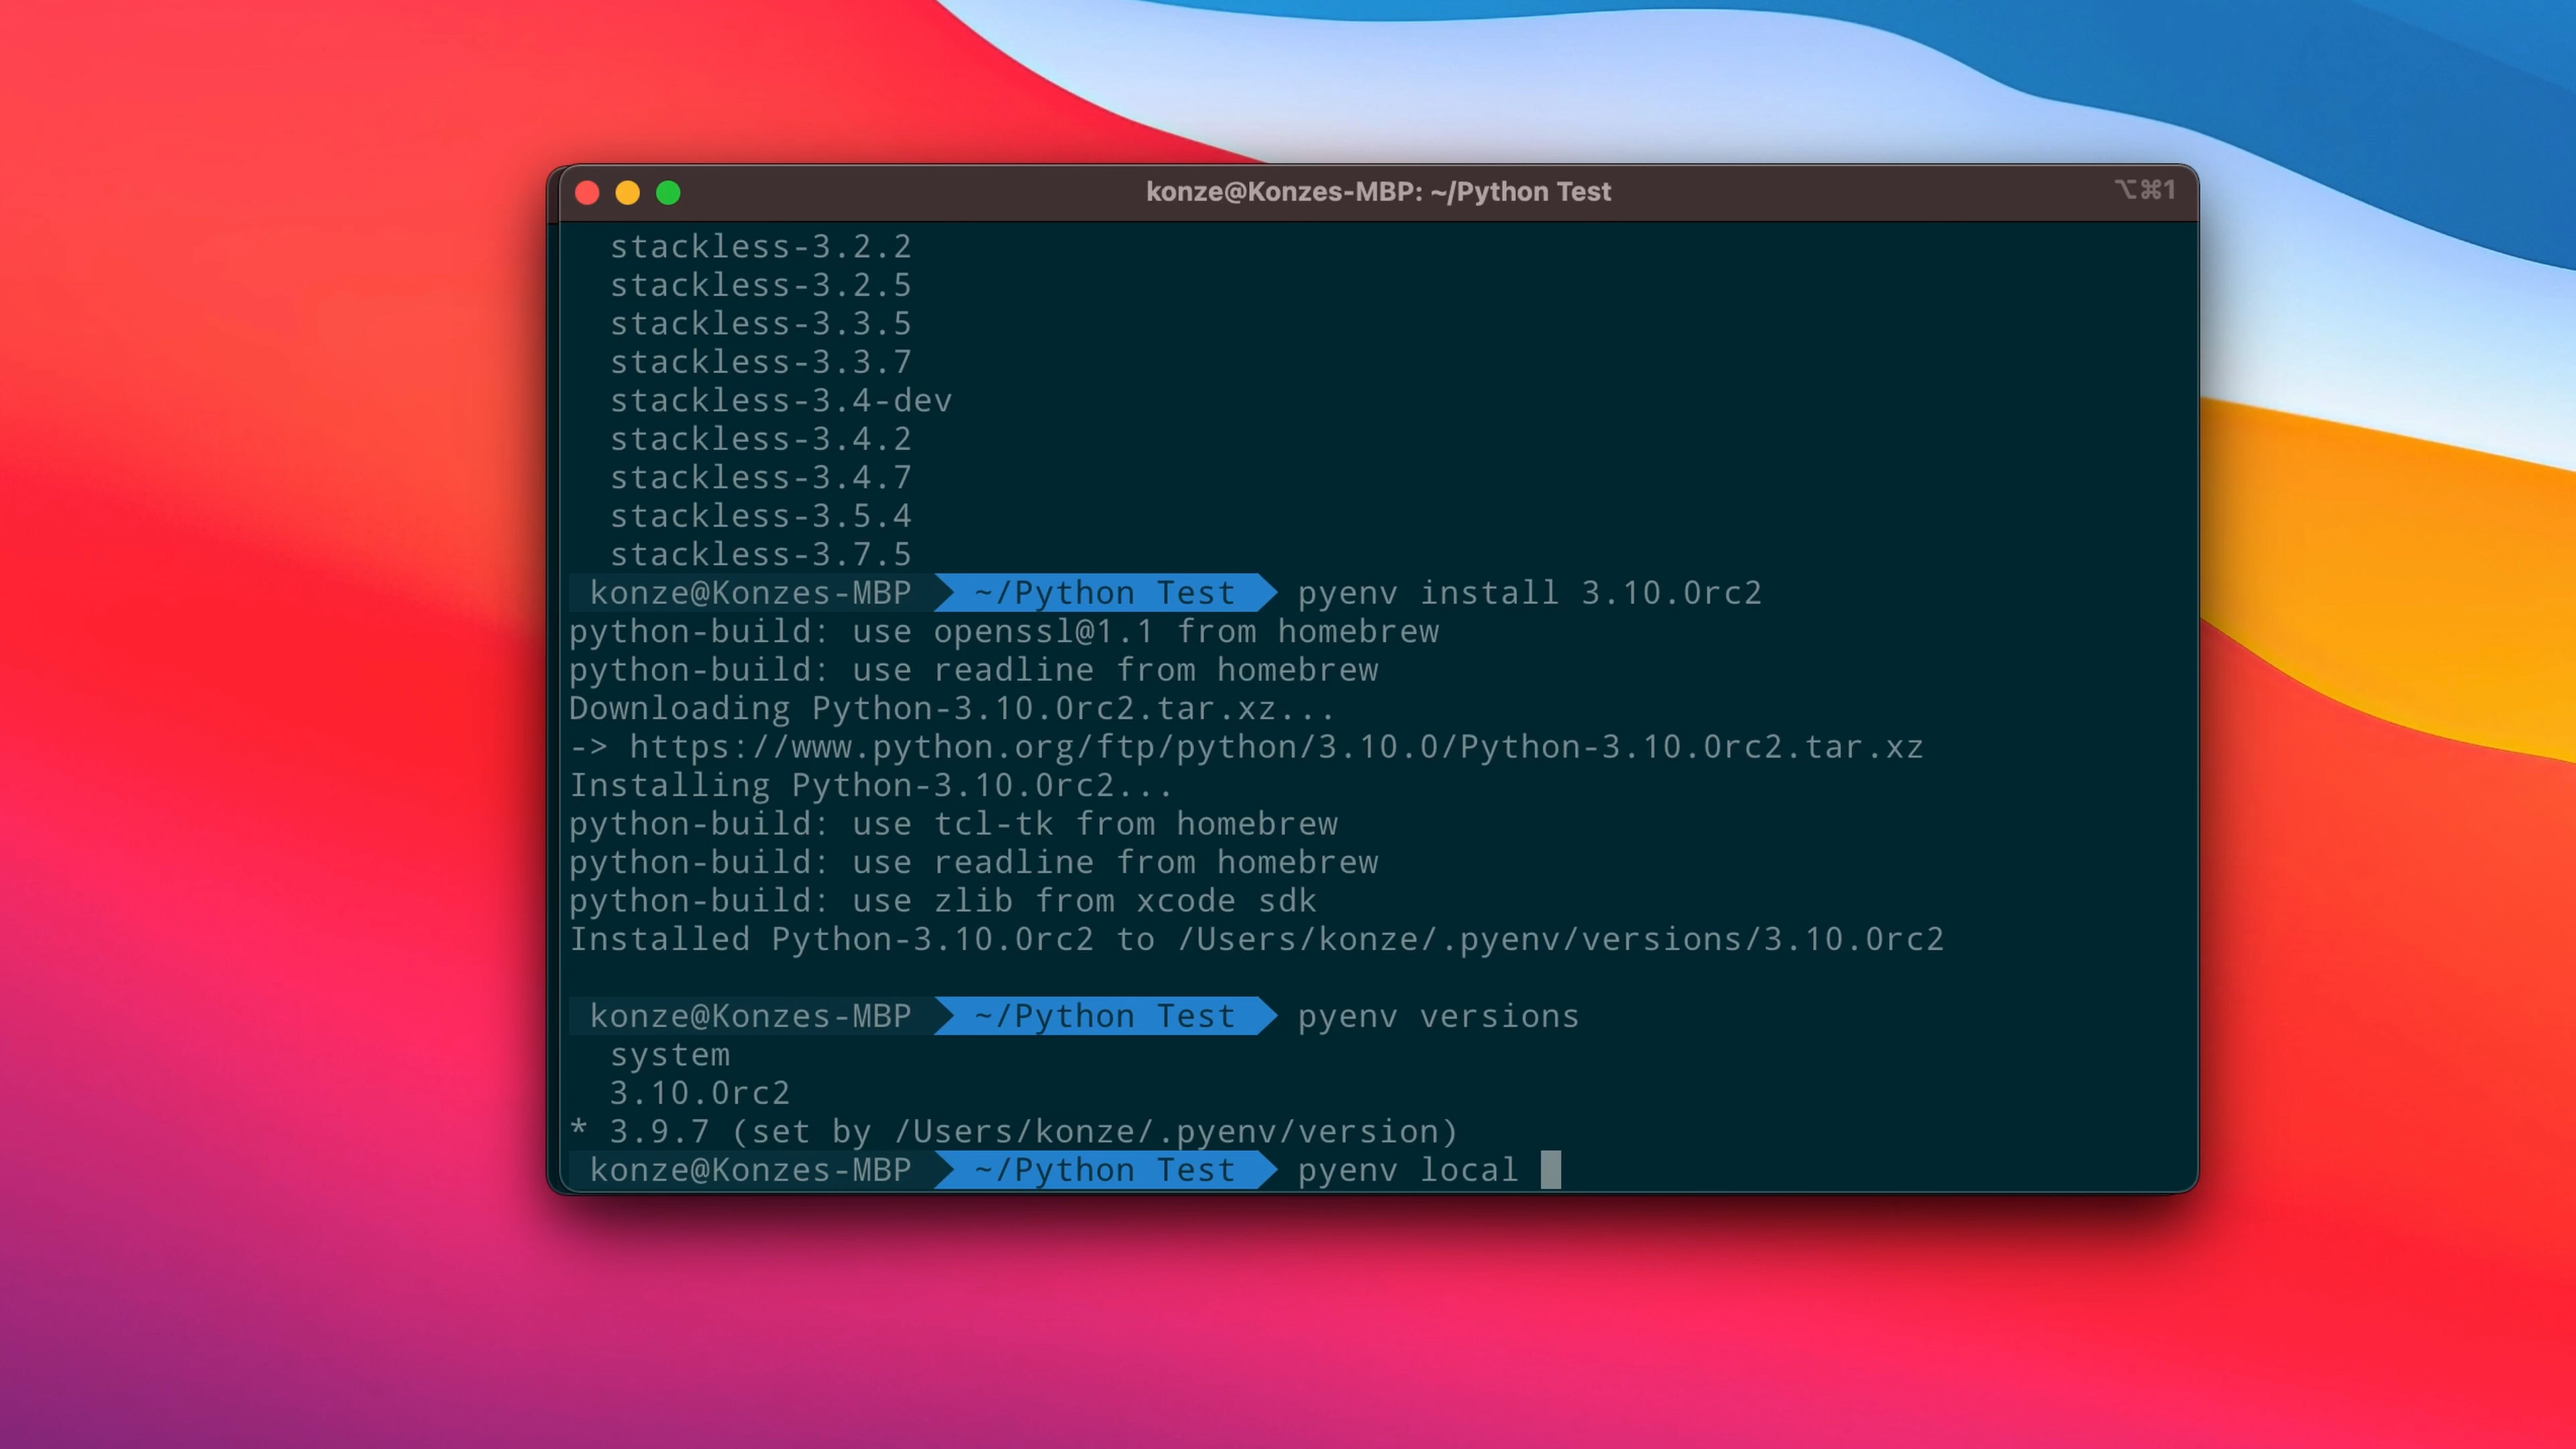 konze@Konzes-MBP: ~/Python Test
⌥⌘1
stackless-3.2.2
stackless-3.2.5
stackless-3.3.5
stackless-3.3.7
stackless-3.4-dev
stackless-3.4.2
stackless-3.4.7
stackless-3.5.4
stackless-3.7.5
konze@Konzes-MBP ~/Python Test pyenv install 3.10.0rc2
python-build: use openssl@1.1 from homebrew
python-build: use readline from homebrew
Downloading Python-3.10.0rc2.tar.xz...
-> https://www.python.org/ftp/python/3.10.0/Python-3.10.0rc2.tar.xz
Installing Python-3.10.0rc2...
python-build: use tcl-tk from homebrew
python-build: use readline from homebrew
python-build: use zlib from xcode sdk
Installed Python-3.10.0rc2 to /Users/konze/.pyenv/versions/3.10.0rc2
konze@Konzes-MBP ~/Python Test pyenv versions
system
3.10.0rc2
* 3.9.7 (set by /Users/konze/.pyenv/version)
konze@Konzes-MBP ~/Python Test pyenv local